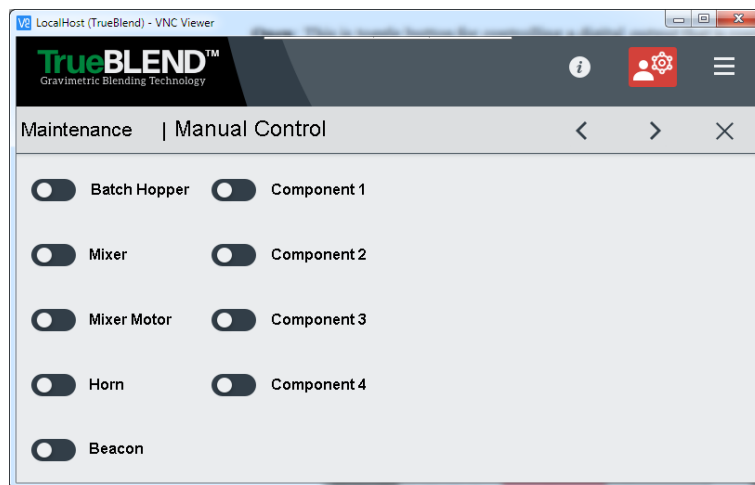 LocalHost (TrueBlend) - VNC Viewer
TrueBLEND™
Gravimetric Blending Technology
Maintenance | Manual Control
Batch Hopper Component 1
Mixer Component 2
Mixer Motor Component 3
Horn Component 4
Beacon